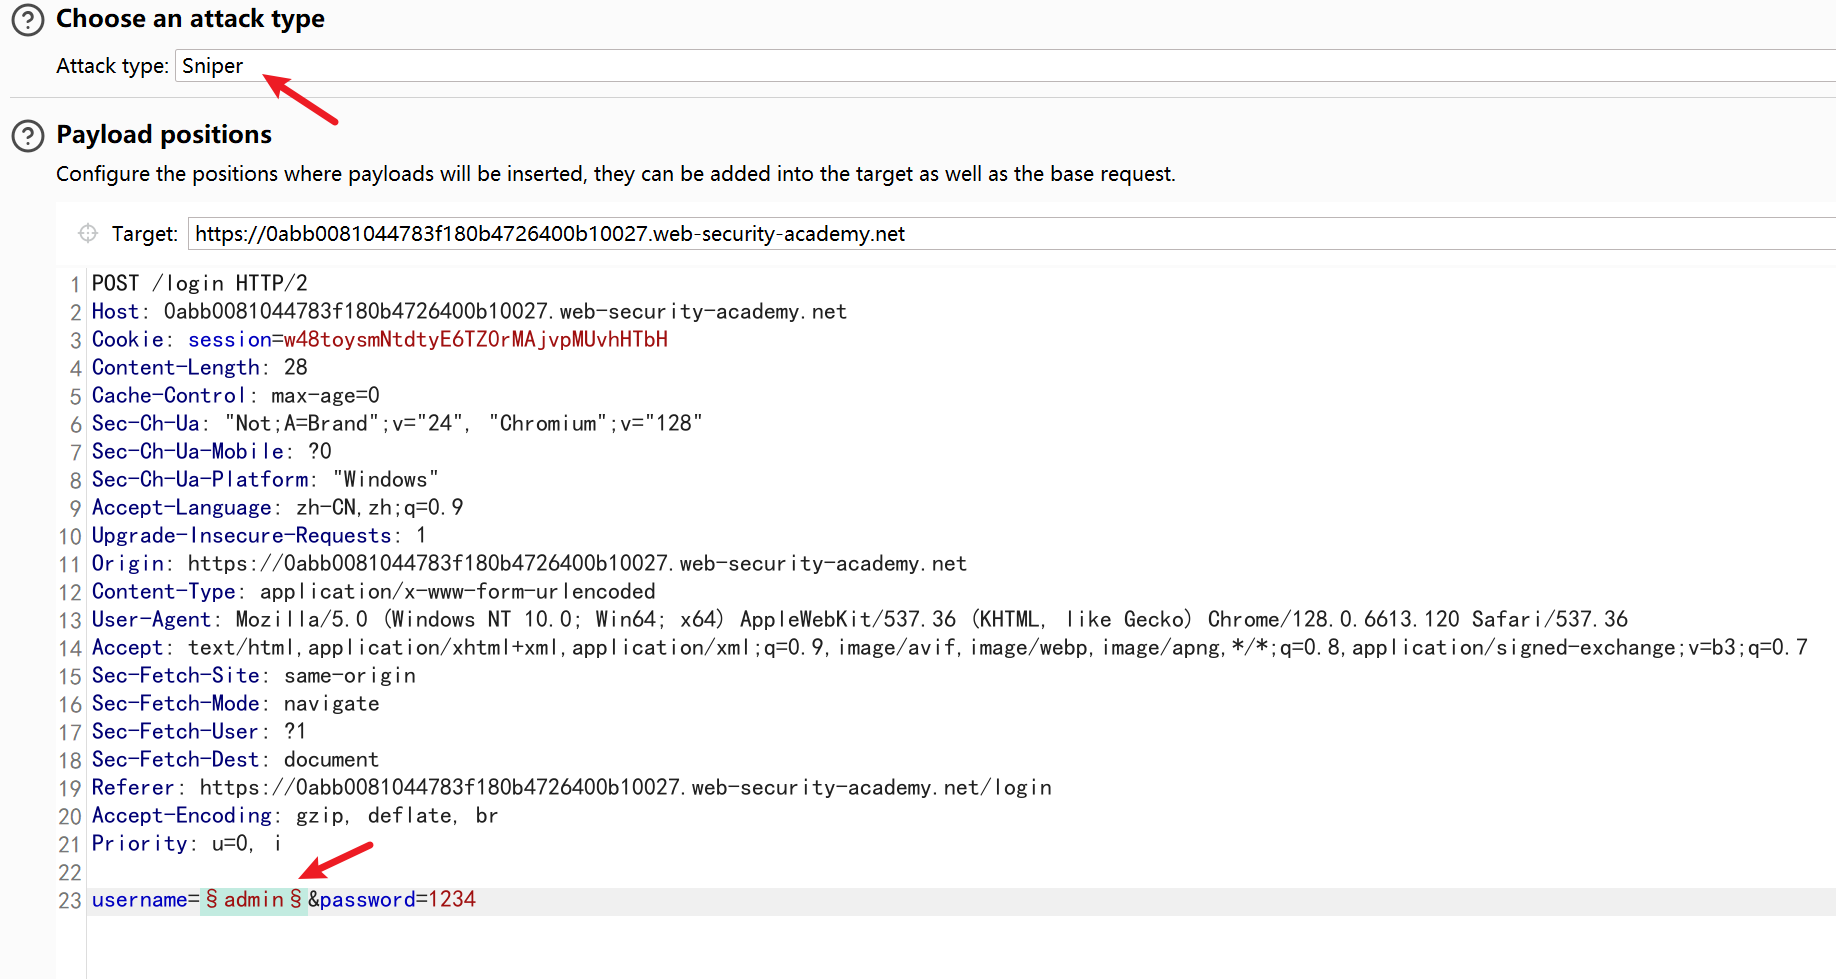 Choose an attack type
Attack type: Sniper
Payload positions
Configure the positions where payloads will be inserted, they can be added into the target as well as the base request.
Target: https://0abb0081044783f180b4726400b10027.web-security-academy.net
1 POST /login HTTP/2
2 Host: 0abb0081044783f180b4726400b10027.web-security-academy.net
3 Cookie: session=w48toysmNtdtyE6TZ0rMAjvpMUvhHTbH
4 Content-Length: 28
5 Cache-Control: max-age=0
6 Sec-Ch-Ua: "Not;A=Brand";v="24", "Chromium";v="128"
7 Sec-Ch-Ua-Mobile: ?0
8 Sec-Ch-Ua-Platform: "Windows"
9 Accept-Language: zh-CN,zh;q=0.9
10 Upgrade-Insecure-Requests: 1
11 Origin: https://0abb0081044783f180b4726400b10027.web-security-academy.net
12 Content-Type: application/x-www-form-urlencoded
13 User-Agent: Mozilla/5.0 (Windows NT 10.0; Win64; x64) AppleWebKit/537.36 (KHTML, like Gecko) Chrome/128.0.6613.120 Safari/537.36
14 Accept: text/html,application/xhtml+xml,application/xml;q=0.9,image/avif,image/webp,image/apng,*/*;q=0.8,application/signed-exchange;v=b3;q=0.7
15 Sec-Fetch-Site: same-origin
16 Sec-Fetch-Mode: navigate
17 Sec-Fetch-User: ?1
18 Sec-Fetch-Dest: document
19 Referer: https://0abb0081044783f180b4726400b10027.web-security-academy.net/login
20 Accept-Encoding: gzip, deflate, br
21 Priority: u=0, i
22
23 username=§admin§&password=1234